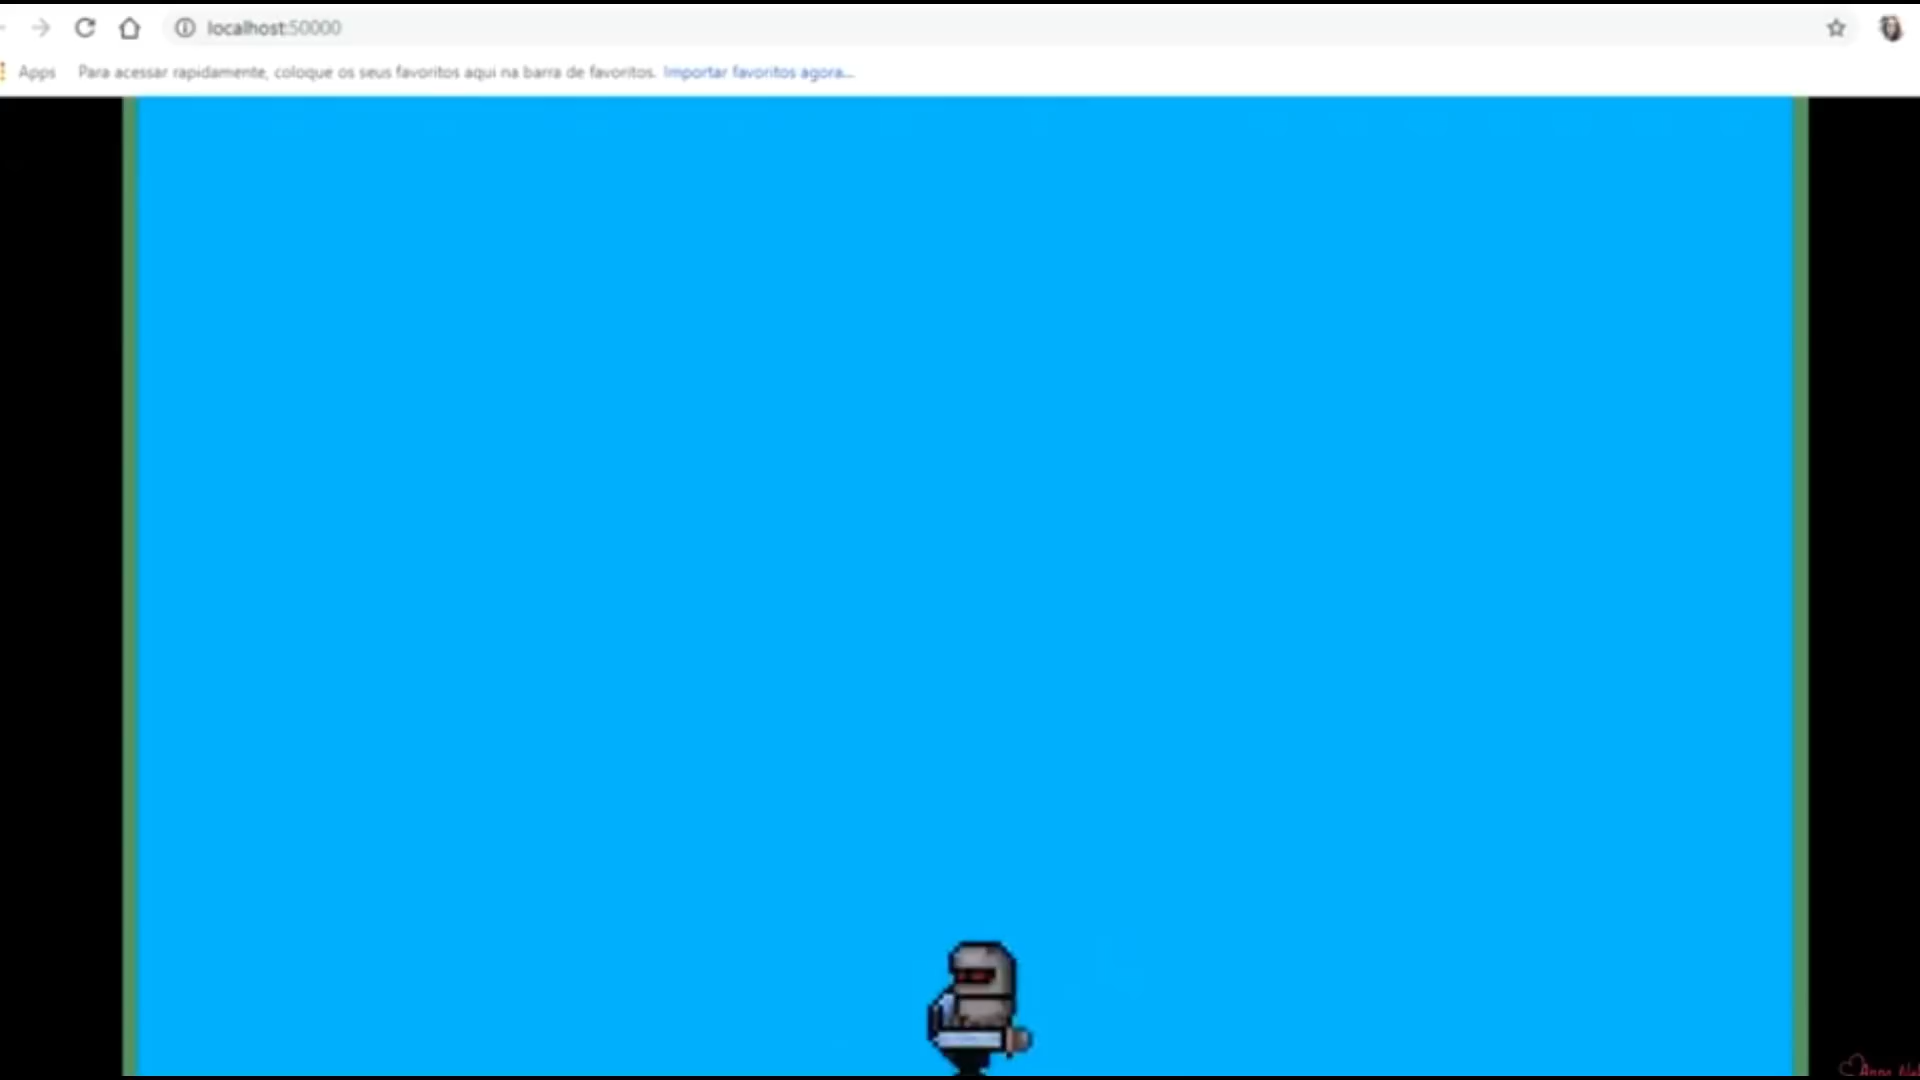 localhost:50000
Apps Para acessar rapidamente, coloque os seus favoritos aqui na barra de favoritos. Importar favoritos agora...